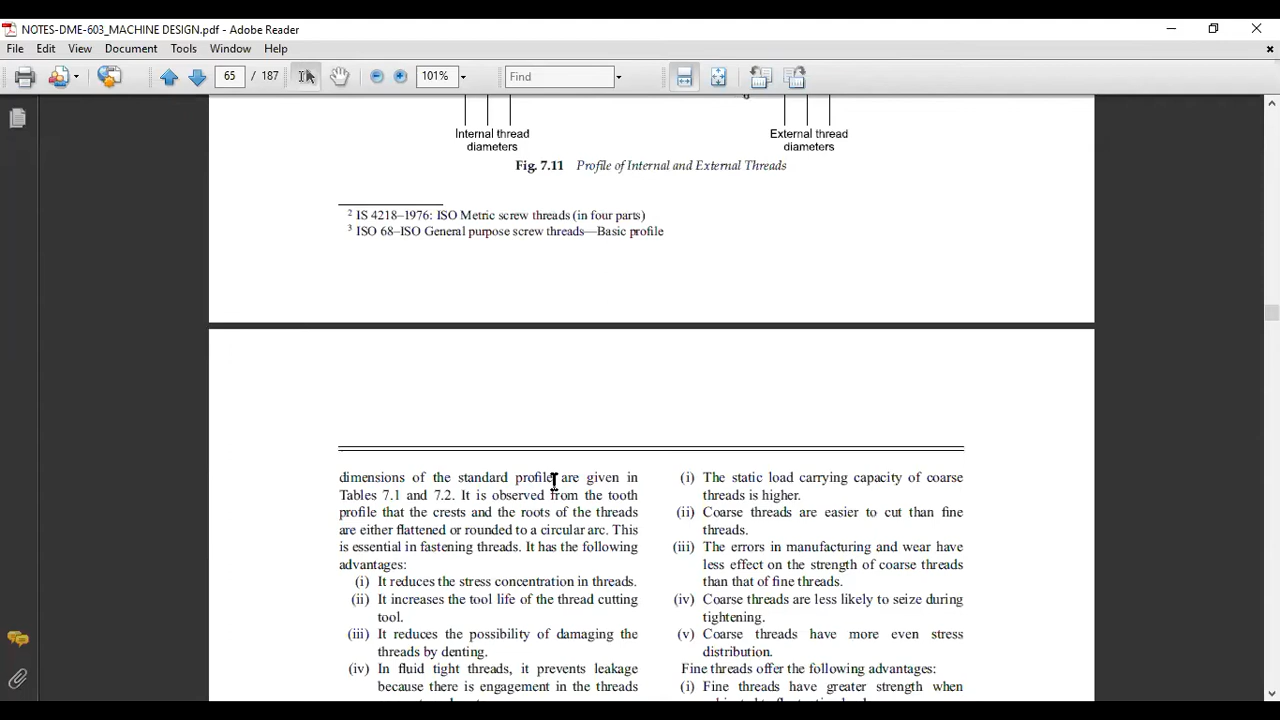 NOTES-DME-603_MACHINE DESIGN.pdf - Adobe Reader
File Edit View Document Tools Window Help
65 / 187 101% Find
Internal thread
diameters
External thread
diameters
Fig. 7.11 Profile of Internal and External Threads
2 IS 4218–1976: ISO Metric screw threads (in four parts)
3 ISO 68–ISO General purpose screw threads—Basic profile
dimensions of the standard profile are given in
Tables 7.1 and 7.2. It is observed from the tooth
profile that the crests and the roots of the threads
are either flattened or rounded to a circular arc. This
is essential in fastening threads. It has the following
advantages:
(i) It reduces the stress concentration in threads.
(ii) It increases the tool life of the thread cutting
tool.
(iii) It reduces the possibility of damaging the
threads by denting.
(iv) In fluid tight threads, it prevents leakage
because there is engagement in the threads
(i) The static load carrying capacity of coarse
threads is higher.
(ii) Coarse threads are easier to cut than fine
threads.
(iii) The errors in manufacturing and wear have
less effect on the strength of coarse threads
than that of fine threads.
(iv) Coarse threads are less likely to seize during
tightening.
(v) Coarse threads have more even stress
distribution.
Fine threads offer the following advantages:
(i) Fine threads have greater strength when